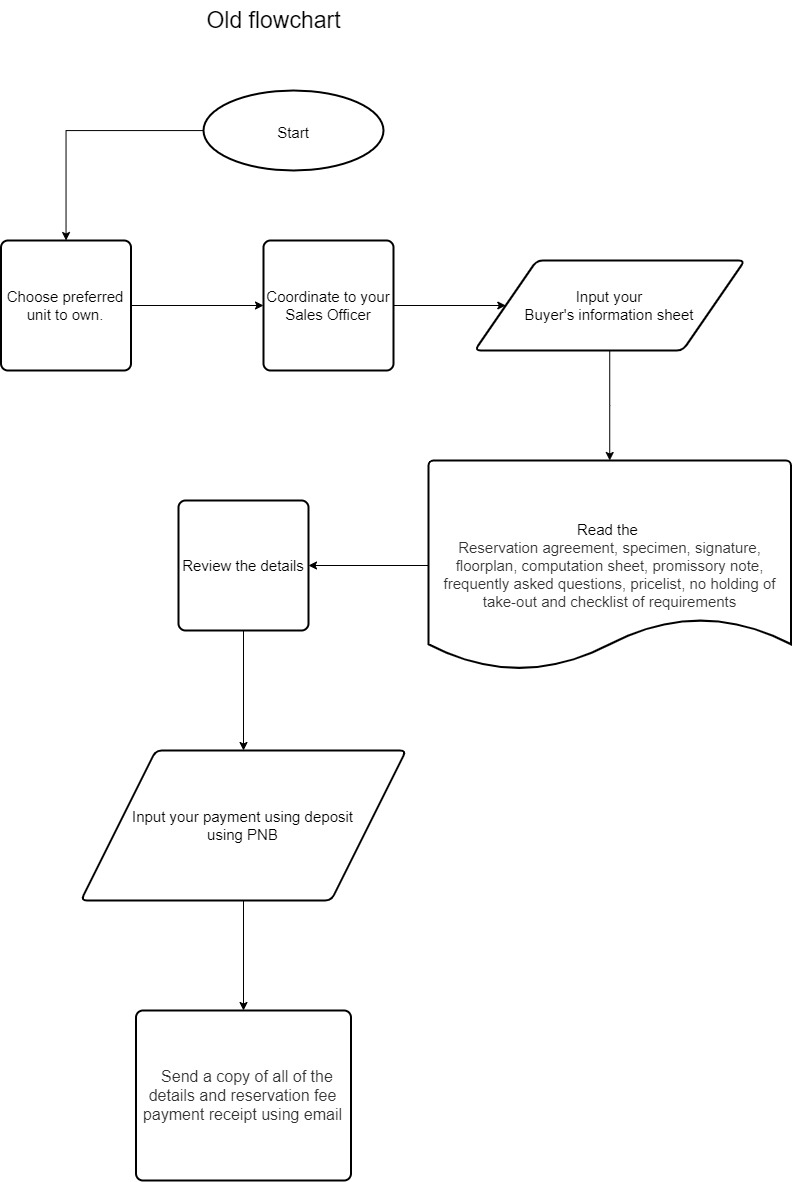 Old flowchart
Start
Choose preferred
unit to own.
Coordinate to your
Sales Officer
Input your
Buyer's information sheet
Read the
Reservation agreement, specimen, signature,
floorplan, computation sheet, promissory note,
frequently asked questions, pricelist, no holding of
take-out and checklist of requirements
Review the details
Input your payment using deposit
using PNB
Send a copy of all of the
details and reservation fee
payment receipt using email